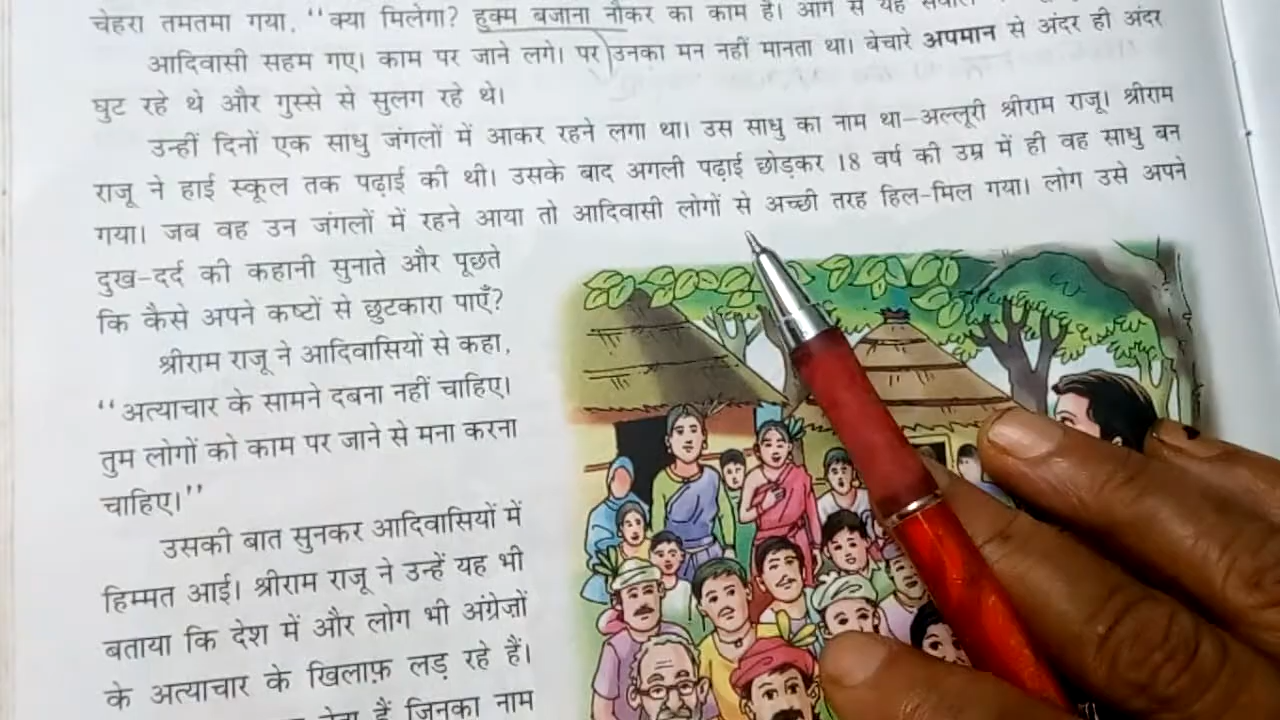 चेहरा तमतमा गया, "क्या मिलेगा? हुक्म बजाना नौकर का काम है। आगे से यह
आदिवासी सहम गए। काम पर जाने लगे। पर उनका मन नहीं मानता था। बेचारे अपमान से अंदर ही अंदर
घुट रहे थे और गुस्से से सुलग रहे थे।
उन्हीं दिनों एक साधु जंगलों में आकर रहने लगा था। उस साधु का नाम था–अल्लूरी श्रीराम राजू। श्रीराम
राजू ने हाई स्कूल तक पढ़ाई की थी। उसके बाद अगली पढ़ाई छोड़कर 18 वर्ष की उम्र में ही वह साधु बन
गया। जब वह उन जंगलों में रहने आया तो आदिवासी लोगों से अच्छी तरह हिल-मिल गया। लोग उसे अपने
दुख-दर्द की कहानी सुनाते और पूछते
कि कैसे अपने कष्टों से छुटकारा पाएँ?
श्रीराम राजू ने आदिवासियों से कहा,
"अत्याचार के सामने दबना नहीं चाहिए।
तुम लोगों को काम पर जाने से मना करना
चाहिए।"
उसकी बात सुनकर आदिवासियों में
हिम्मत आई। श्रीराम राजू ने उन्हें यह भी
बताया कि देश में और लोग भी अंग्रेज़ों
के अत्याचार के खिलाफ़ लड़ रहे हैं।
हैं जिनका नाम